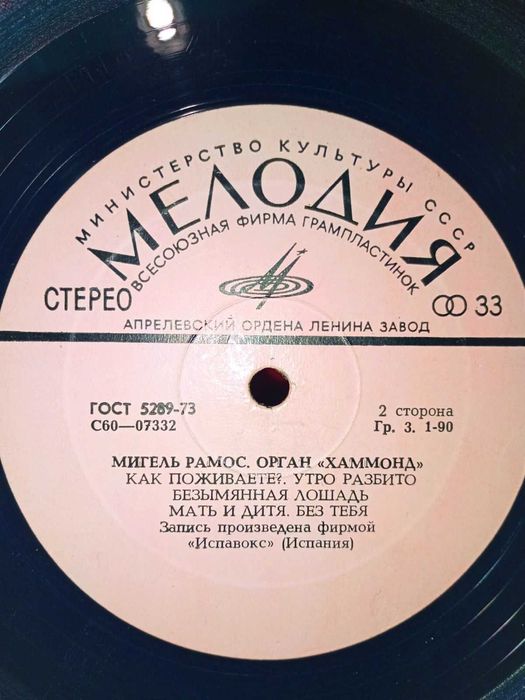 МИНИСТЕРСТВО КУЛЬТУРЫ СССР
МЕЛОДИЯ
ВСЕСОЮЗНАЯ ФИРМА ГРАМПЛАСТИНОК
СТЕРЕО
33
АПРЕЛЕВСКИЙ ОРДЕНА ЛЕНИНА ЗАВОД
ГОСТ 5289-73
2 сторона
С60—07332
Гр. 3. 1-90
МИГЕЛЬ РАМОС. ОРГАН «ХАММОНД»
КАК ПОЖИВАЕТЕ?. УТРО РАЗБИТО
БЕЗЫМЯННАЯ ЛОШАДЬ
МАТЬ И ДИТЯ. БЕЗ ТЕБЯ
Запись произведена фирмой
«Испавокс» (Испания)